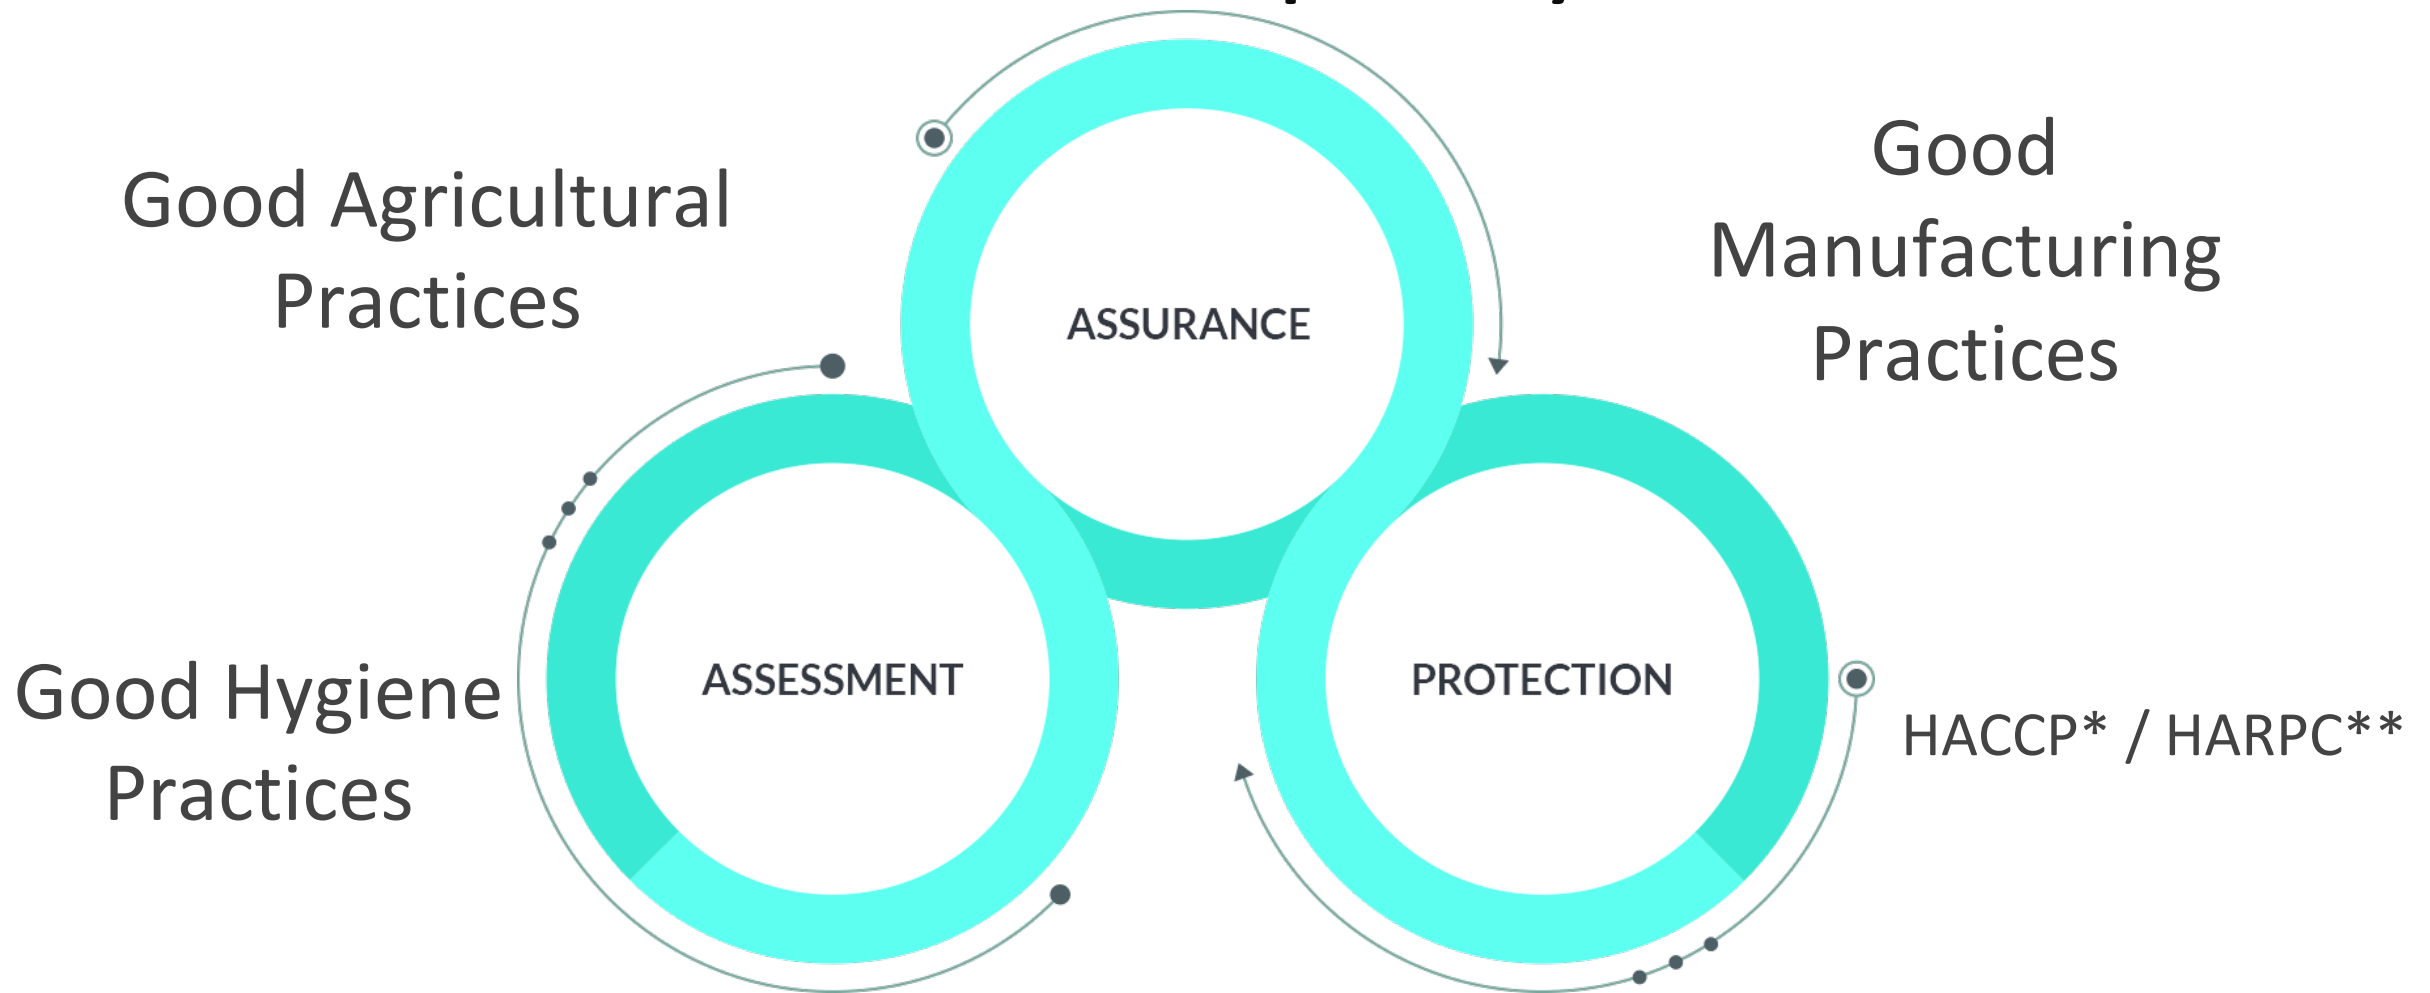 Good Agricultural
Practices
Good
Manufacturing
Practices
ASSURANCE
ASSESSMENT
PROTECTION
Good Hygiene
Practices
HACCP* / HARPC**